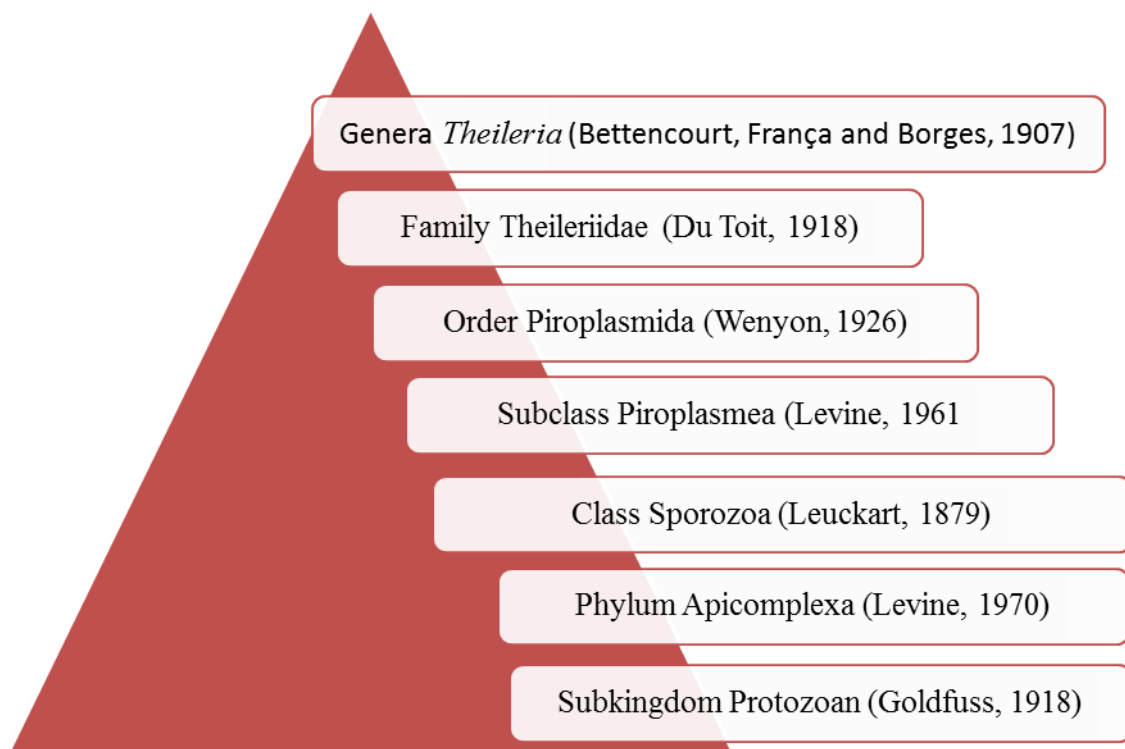 Genera Theileria (Bettencourt, França and Borges, 1907)
Family Theileriidae (Du Toit, 1918)
Order Piroplasmida (Wenyon, 1926)
Subclass Piroplasmea (Levine, 1961
Class Sporozoa (Leuckart, 1879)
Phylum Apicomplexa (Levine, 1970)
Subkingdom Protozoan (Goldfuss, 1918)